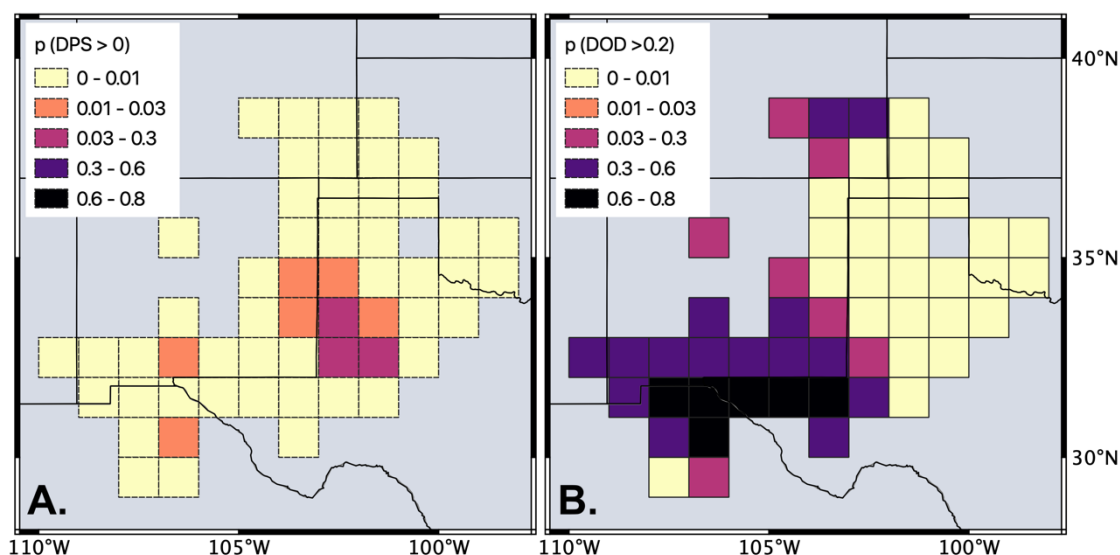 p (DPS > 0)
0 - 0.01
0.01 - 0.03
0.03 - 0.3
0.3 - 0.6
0.6 - 0.8
A.
p (DOD >0.2)
0 - 0.01
0.01 - 0.03
0.03 - 0.3
0.3 - 0.6
0.6 - 0.8
B.
40°N
35°N
30°N
110°W 105°W 100°W 105°W 100°W